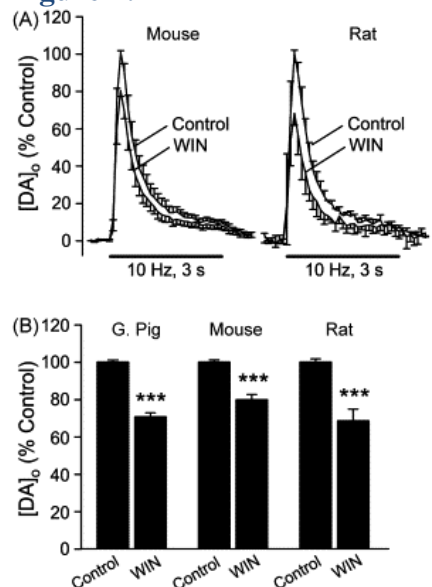 (A)
Mouse
Rat
[DA]o (% Control)
120
100
80
60
40
20
0
Control
WIN
Control
WIN
10 Hz, 3 s
10 Hz, 3 s
(B)
G. Pig
Mouse
Rat
[DA]o (% Control)
120
100
80
60
40
20
0
***
***
***
Control
WIN
Control
WIN
Control
WIN